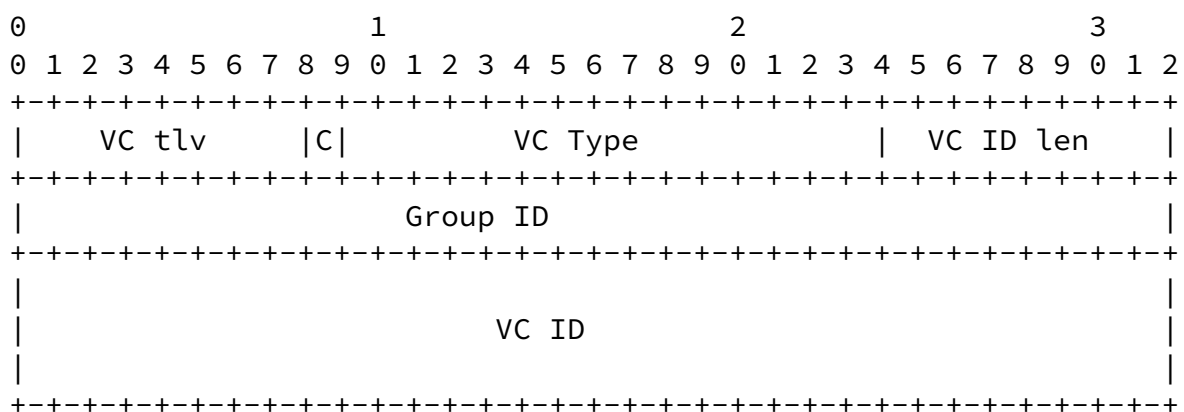 0                   1                   2                   3
0 1 2 3 4 5 6 7 8 9 0 1 2 3 4 5 6 7 8 9 0 1 2 3 4 5 6 7 8 9 0 1 2
+-+-+-+-+-+-+-+-+-+-+-+-+-+-+-+-+-+-+-+-+-+-+-+-+-+-+-+-+-+-+-+-+
|    VC tlv     |C|         VC Type             |  VC ID len    |
+-+-+-+-+-+-+-+-+-+-+-+-+-+-+-+-+-+-+-+-+-+-+-+-+-+-+-+-+-+-+-+-+
|                     Group ID                                  |
+-+-+-+-+-+-+-+-+-+-+-+-+-+-+-+-+-+-+-+-+-+-+-+-+-+-+-+-+-+-+-+-+
|                                                               |
|                          VC ID                                |
|                                                               |
+-+-+-+-+-+-+-+-+-+-+-+-+-+-+-+-+-+-+-+-+-+-+-+-+-+-+-+-+-+-+-+-+